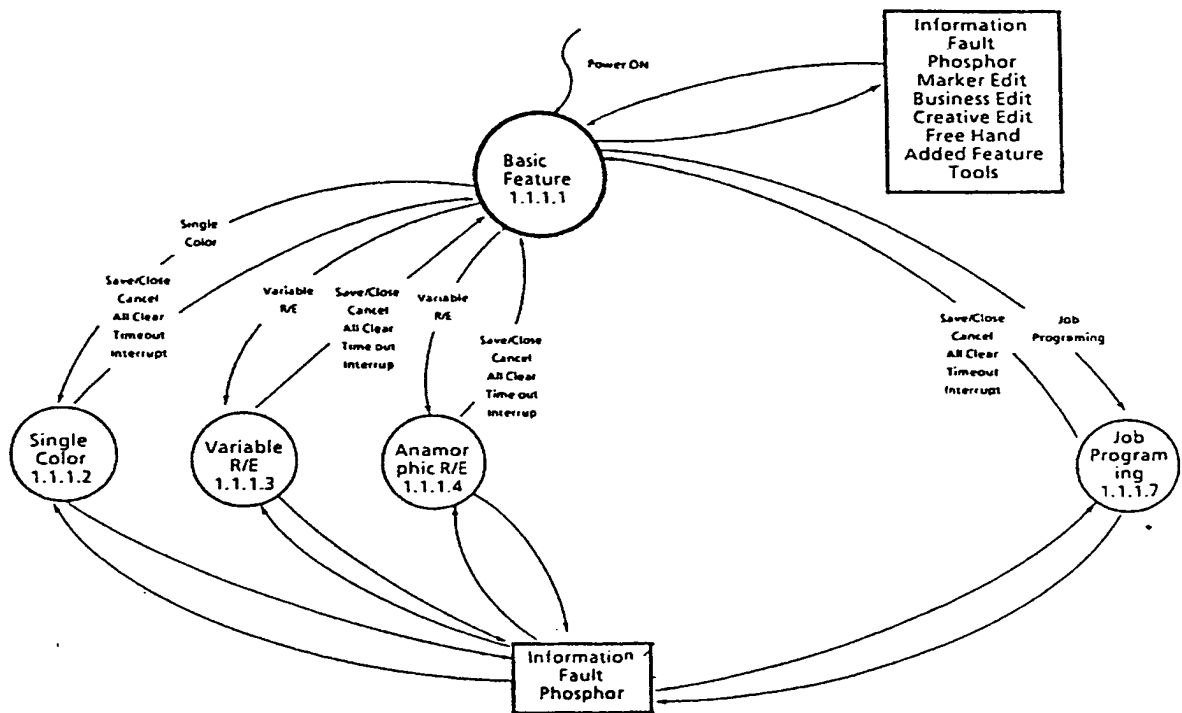 Power ON
Information
Fault
Phosphor
Marker Edit
Business Edit
Creative Edit
Free Hand
Added Feature
Tools
Basic
Feature
1.1.1.1
Single
Color
Save/Close
Cancel
All Clear
Timeout
Interrupt
Variable
R/E
Save/Close
Cancel
All Clear
Time out
Interrup
Variable
R/E
Save/Close
Cancel
All Clear
Time out
Interrup
Save/Close
Cancel
All Clear
Timeout
Interrupt
Job
Programing
Single
Color
1.1.1.2
Variable
R/E
1.1.1.3
Anamor
phic R/E
1.1.1.4
Job
Program
ing
1.1.1.7
Information
Fault
Phosphor